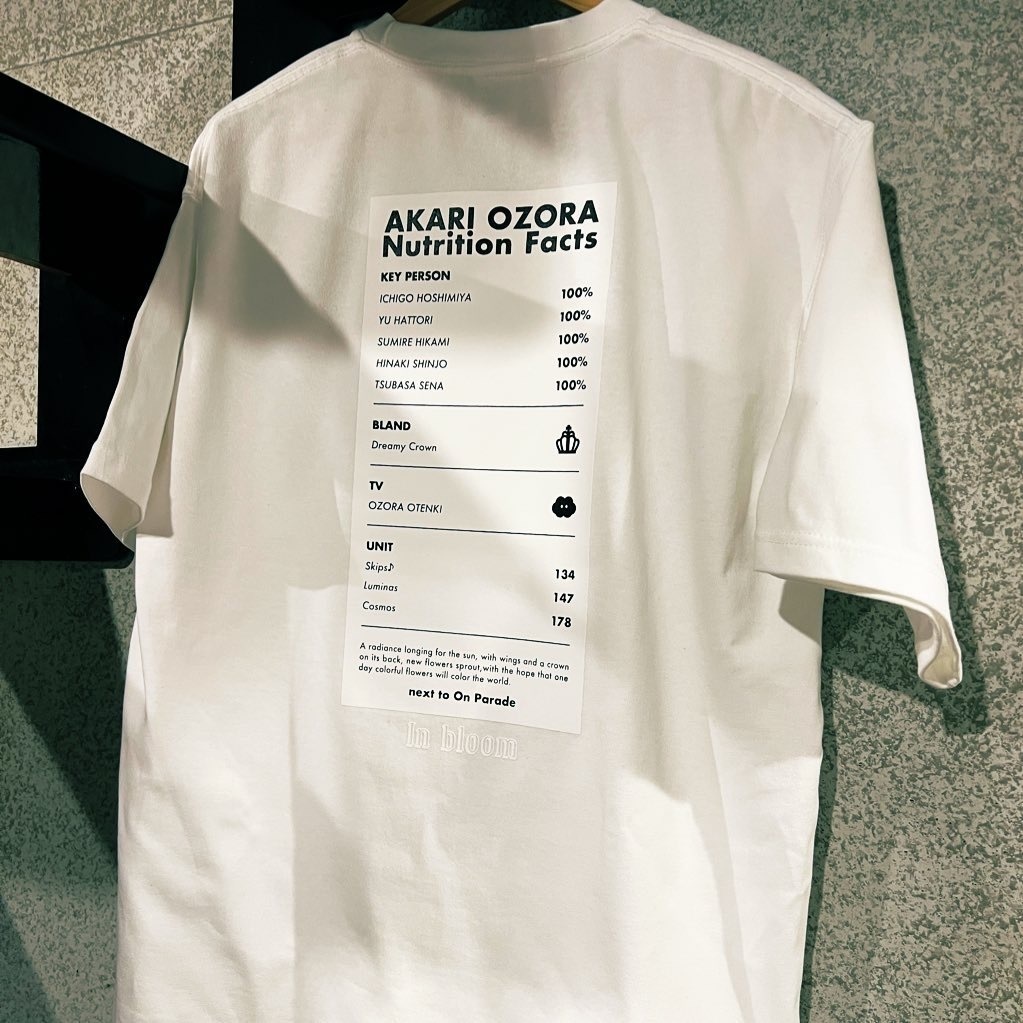 AKARI OZORA
Nutrition Facts
KEY PERSON
ICHIGO HOSHIMIYA 100%
YU HATTORI 100%
SUMIRE HIKAMI 100%
HINAKI SHINJO 100%
TSUBASA SENA 100%
BLAND
Dreamy Crown
TV
OZORA OTENKI
UNIT
Skips♪ 134
Luminas 147
Cosmos 178
A radiance longing for the sun, with wings and a crown
on its back, new flowers sprout,with the hope that one
day colorful flowers will color the world.
next to On Parade
In bloom